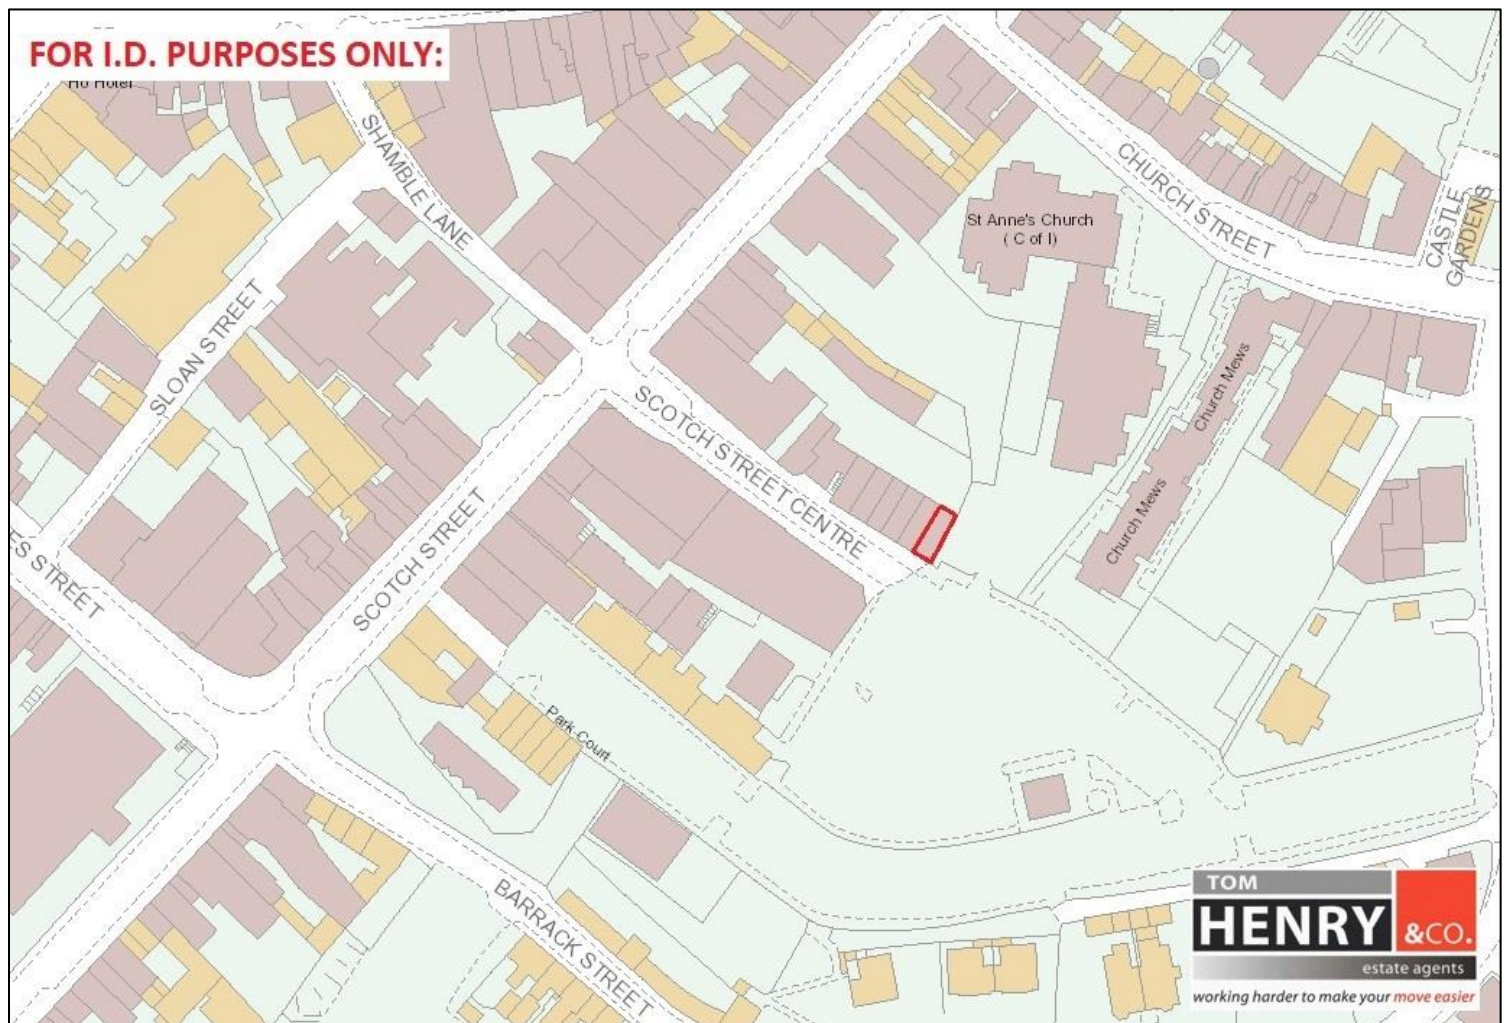 FOR I.D. PURPOSES ONLY:
SHAMBLE LANE
CHURCH STREET
St Anne's Church
( C of I)
CASTLE
GARDENS
SLOAN STREET
SCOTCH STREET CENTRE
Church Mews
Church Mews
SCOTCH STREET
ES STREET
Park Court
BARRACK STREET
TOM
HENRY
&CO.
estate agents
working harder to make your move easier